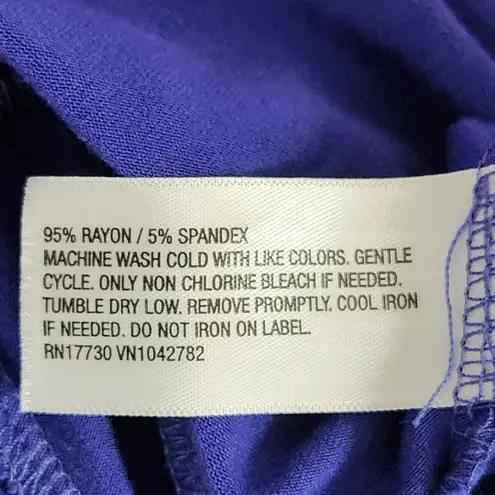 95% RAYON / 5% SPANDEX
MACHINE WASH COLD WITH LIKE COLORS. GENTLE
CYCLE. ONLY NON CHLORINE BLEACH IF NEEDED.
TUMBLE DRY LOW. REMOVE PROMPTLY. COOL IRON
IF NEEDED. DO NOT IRON ON LABEL.
RN17730 VN1042782